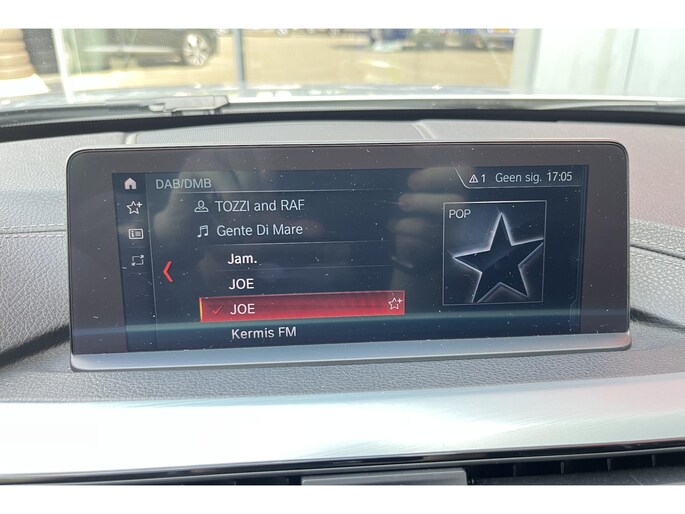 DAB/DMB
1 Geen sig. 17:05
TOZZI and RAF
Gente Di Mare
POP
Jam.
JOE
JOE
Kermis FM